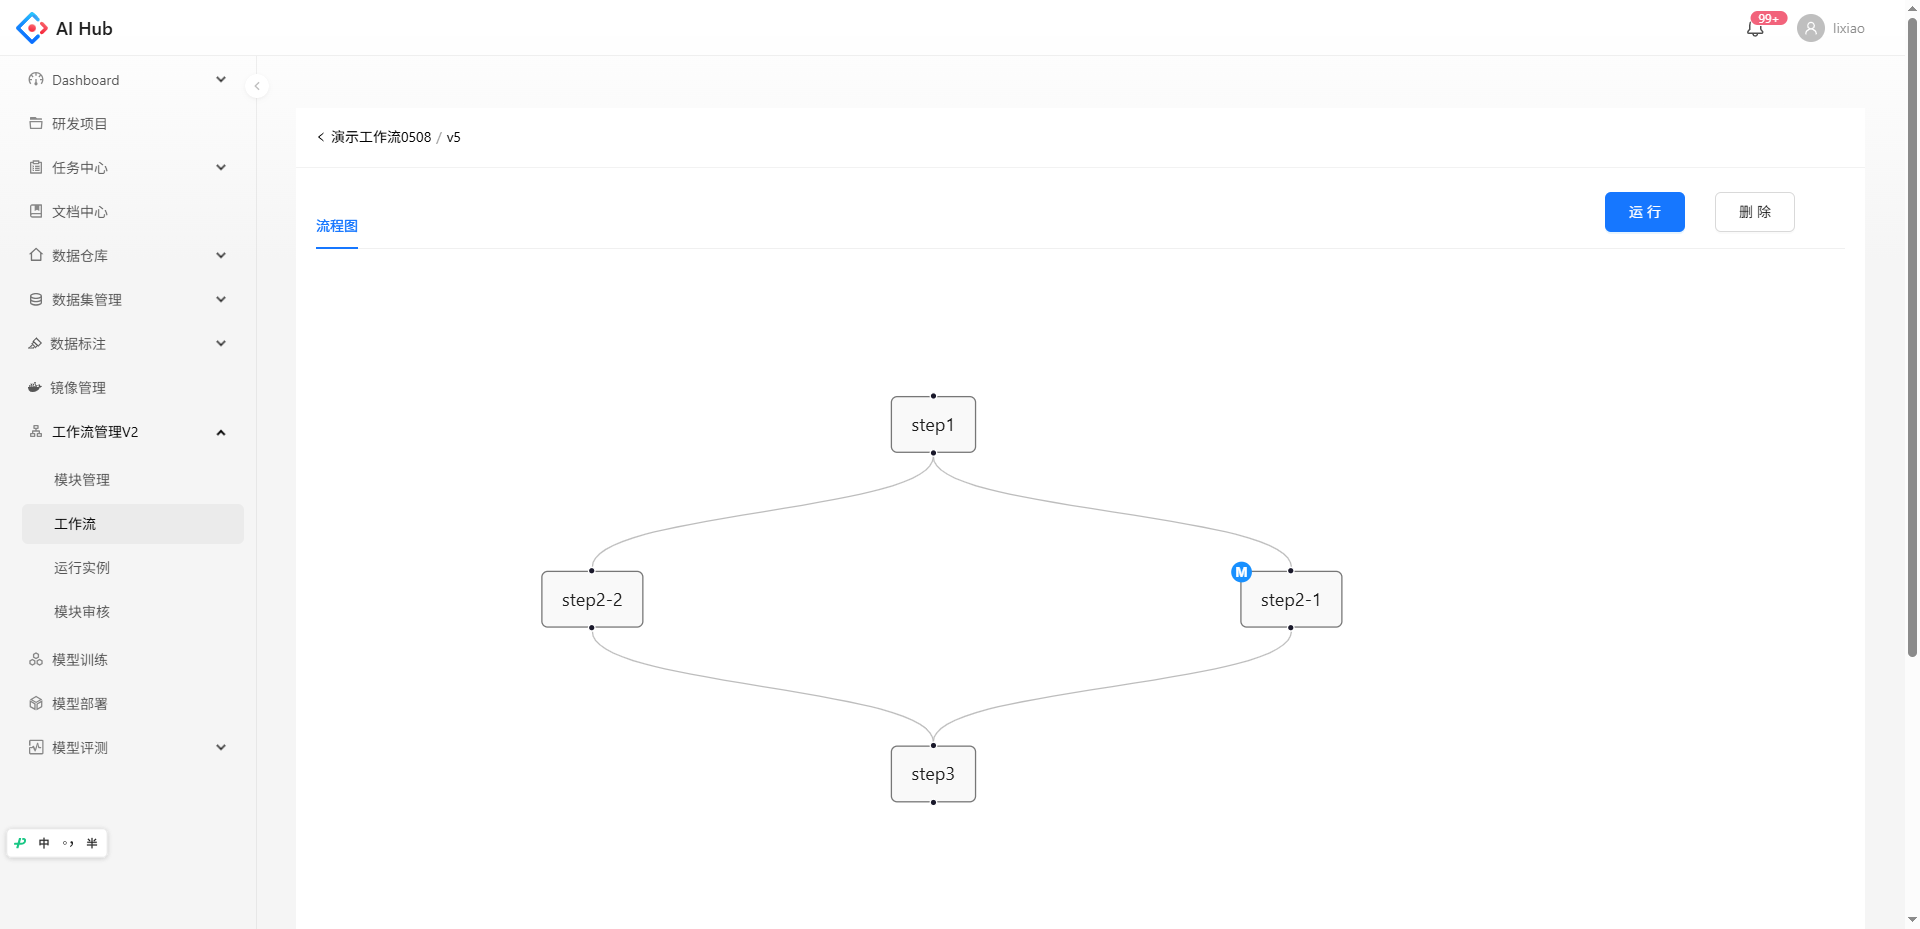 AI Hub
99+
lixiao
Dashboard
研发项目
任务中心
文档中心
数据仓库
数据集管理
数据标注
镜像管理
工作流管理V2
模块管理
工作流
运行实例
模块审核
模型训练
模型部署
模型评测
演示工作流0508 / v5
流程图
运 行
删 除
step1
step2-2
M
step2-1
step3
中 °, 半